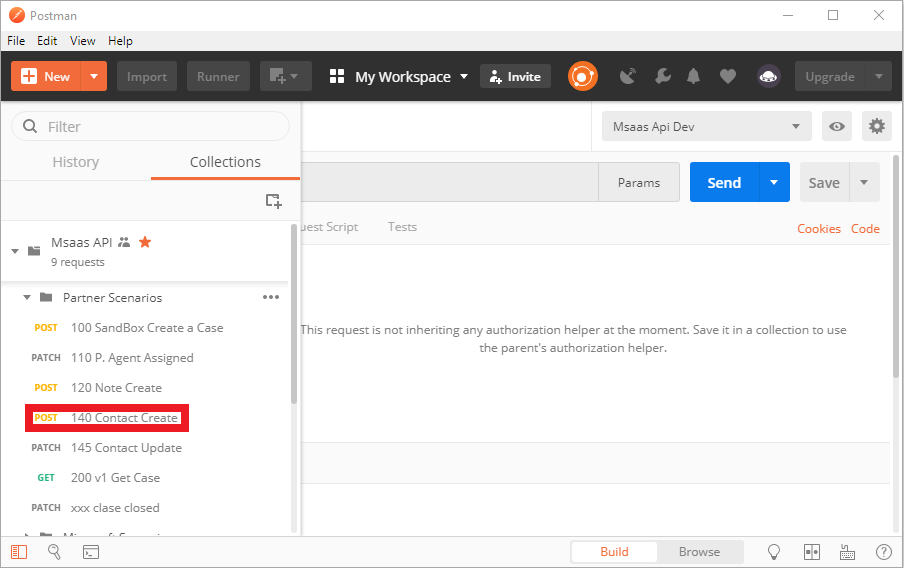 Postman
File Edit View Help
New Import Runner My Workspace Invite Upgrade
Filter
Msaas Api Dev
History Collections
Params Send Save
uest Script Tests Cookies Code
Msaas API
9 requests
Partner Scenarios
POST 100 SandBox Create a Case
PATCH 110 P. Agent Assigned
POST 120 Note Create
POST 140 Contact Create
PATCH 145 Contact Update
GET 200 v1 Get Case
PATCH xxx clase closed
This request is not inheriting any authorization helper at the moment. Save it in a collection to use
the parent's authorization helper.
Build Browse